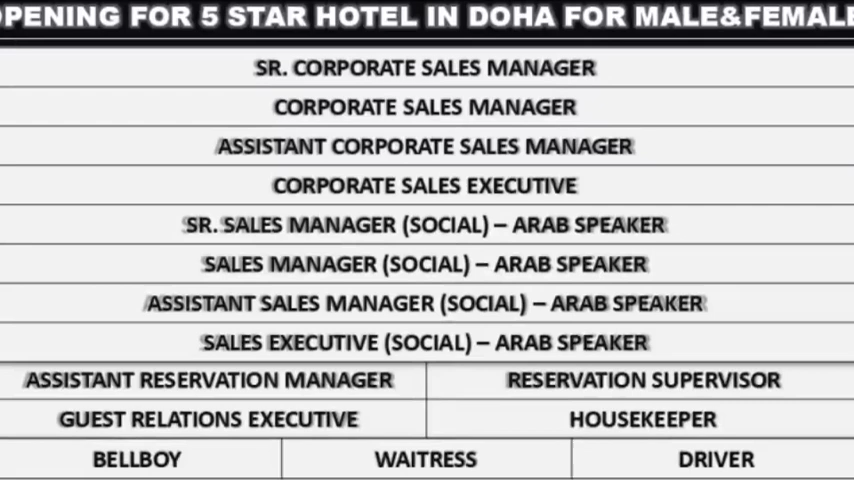 OPENING FOR 5 STAR HOTEL IN DOHA FOR MALE&FEMALE
SR. CORPORATE SALES MANAGER
CORPORATE SALES MANAGER
ASSISTANT CORPORATE SALES MANAGER
CORPORATE SALES EXECUTIVE
SR. SALES MANAGER (SOCIAL) – ARAB SPEAKER
SALES MANAGER (SOCIAL) – ARAB SPEAKER
ASSISTANT SALES MANAGER (SOCIAL) – ARAB SPEAKER
SALES EXECUTIVE (SOCIAL) – ARAB SPEAKER
ASSISTANT RESERVATION MANAGER RESERVATION SUPERVISOR
GUEST RELATIONS EXECUTIVE HOUSEKEEPER
BELLBOY WAITRESS DRIVER